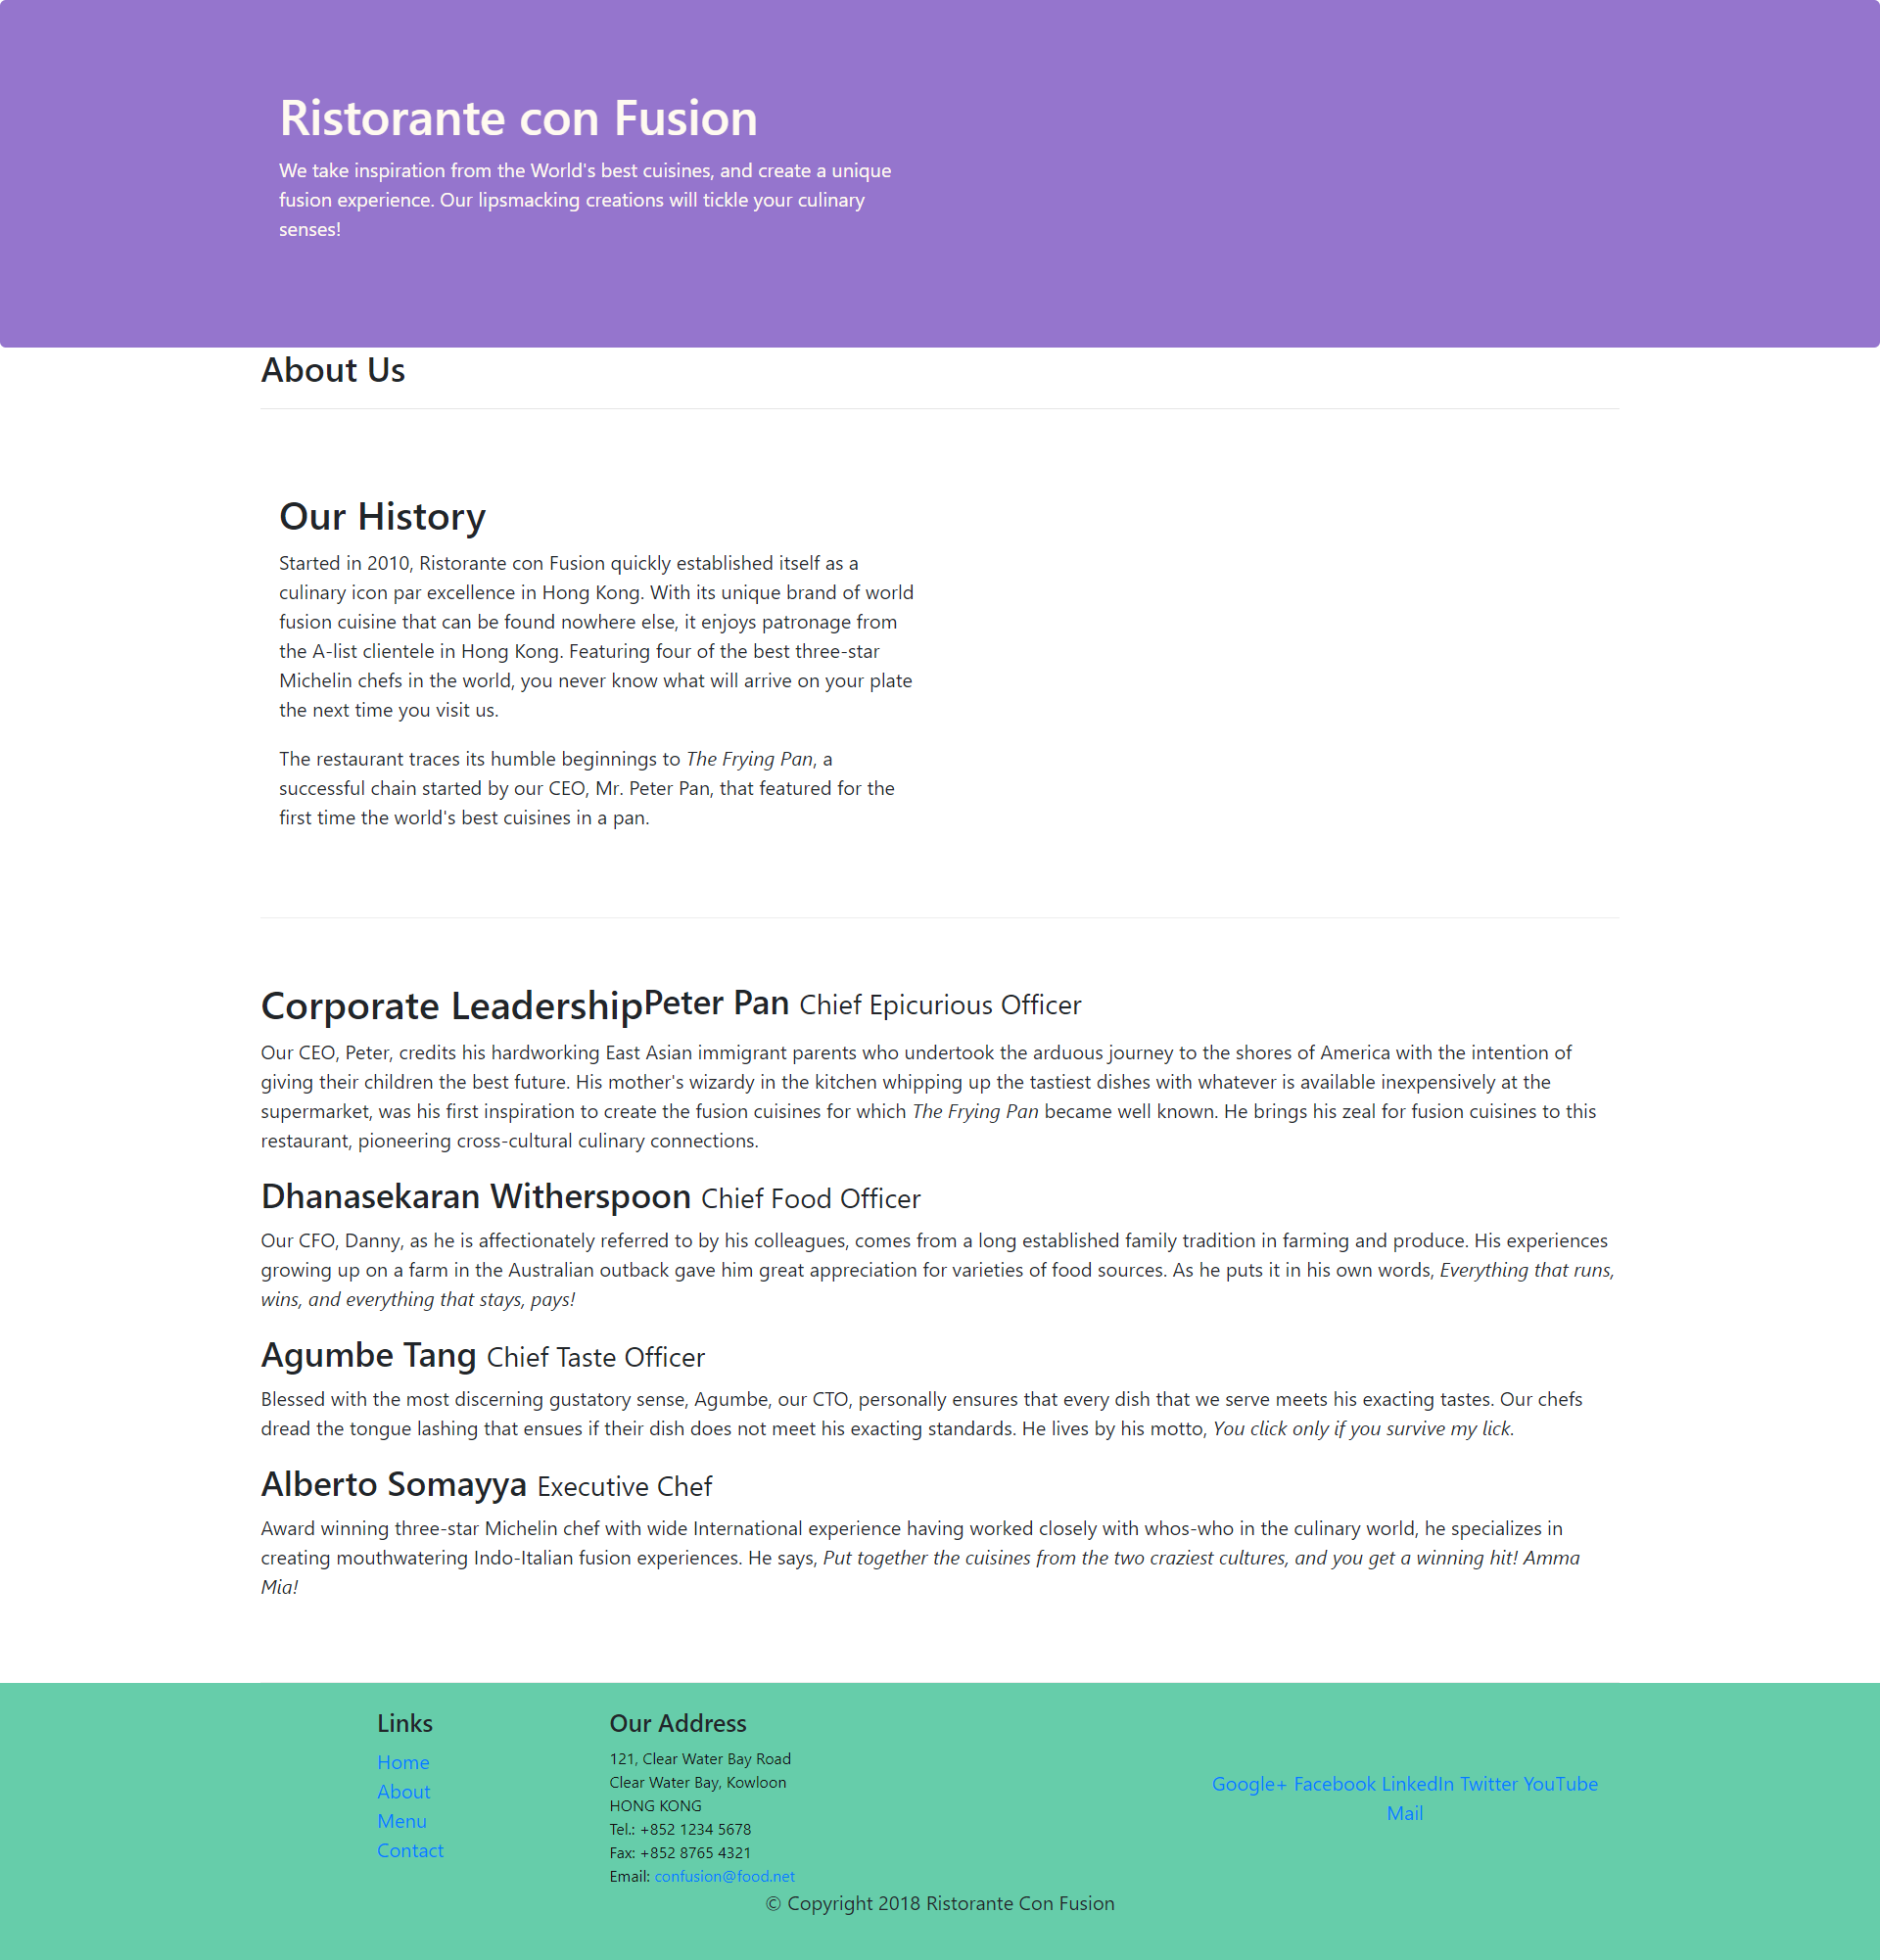 Ristorante con Fusion
We take inspiration from the World's best cuisines, and create a unique
fusion experience. Our lipsmacking creations will tickle your culinary
senses!
About Us
Our History
Started in 2010, Ristorante con Fusion quickly established itself as a
culinary icon par excellence in Hong Kong. With its unique brand of world
fusion cuisine that can be found nowhere else, it enjoys patronage from
the A-list clientele in Hong Kong. Featuring four of the best three-star
Michelin chefs in the world, you never know what will arrive on your plate
the next time you visit us.
The restaurant traces its humble beginnings to The Frying Pan, a
successful chain started by our CEO, Mr. Peter Pan, that featured for the
first time the world's best cuisines in a pan.
Corporate LeadershipPeter Pan Chief Epicurious Officer
Our CEO, Peter, credits his hardworking East Asian immigrant parents who undertook the arduous journey to the shores of America with the intention of
giving their children the best future. His mother's wizardy in the kitchen whipping up the tastiest dishes with whatever is available inexpensively at the
supermarket, was his first inspiration to create the fusion cuisines for which The Frying Pan became well known. He brings his zeal for fusion cuisines to this
restaurant, pioneering cross-cultural culinary connections.
Dhanasekaran Witherspoon Chief Food Officer
Our CFO, Danny, as he is affectionately referred to by his colleagues, comes from a long established family tradition in farming and produce. His experiences
growing up on a farm in the Australian outback gave him great appreciation for varieties of food sources. As he puts it in his own words, Everything that runs,
wins, and everything that stays, pays!
Agumbe Tang Chief Taste Officer
Blessed with the most discerning gustatory sense, Agumbe, our CTO, personally ensures that every dish that we serve meets his exacting tastes. Our chefs
dread the tongue lashing that ensues if their dish does not meet his exacting standards. He lives by his motto, You click only if you survive my lick.
Alberto Somayya Executive Chef
Award winning three-star Michelin chef with wide International experience having worked closely with whos-who in the culinary world, he specializes in
creating mouthwatering Indo-Italian fusion experiences. He says, Put together the cuisines from the two craziest cultures, and you get a winning hit! Amma
Mia!
Links
Home
About
Menu
Contact
Our Address
121, Clear Water Bay Road
Clear Water Bay, Kowloon
HONG KONG
Tel.: +852 1234 5678
Fax: +852 8765 4321
Email: confusion@food.net
Google+ Facebook LinkedIn Twitter YouTube
Mail
© Copyright 2018 Ristorante Con Fusion